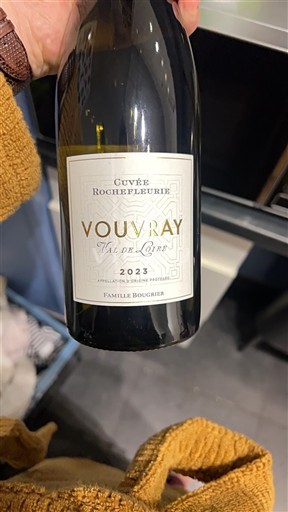 CUVÉE
ROCHEFLEURIE
VOUVRAY
VAL DE LOIRE
2023
APPELLATION D'ORIGINE PROTÉGÉE
FAMILLE BOUGRIER